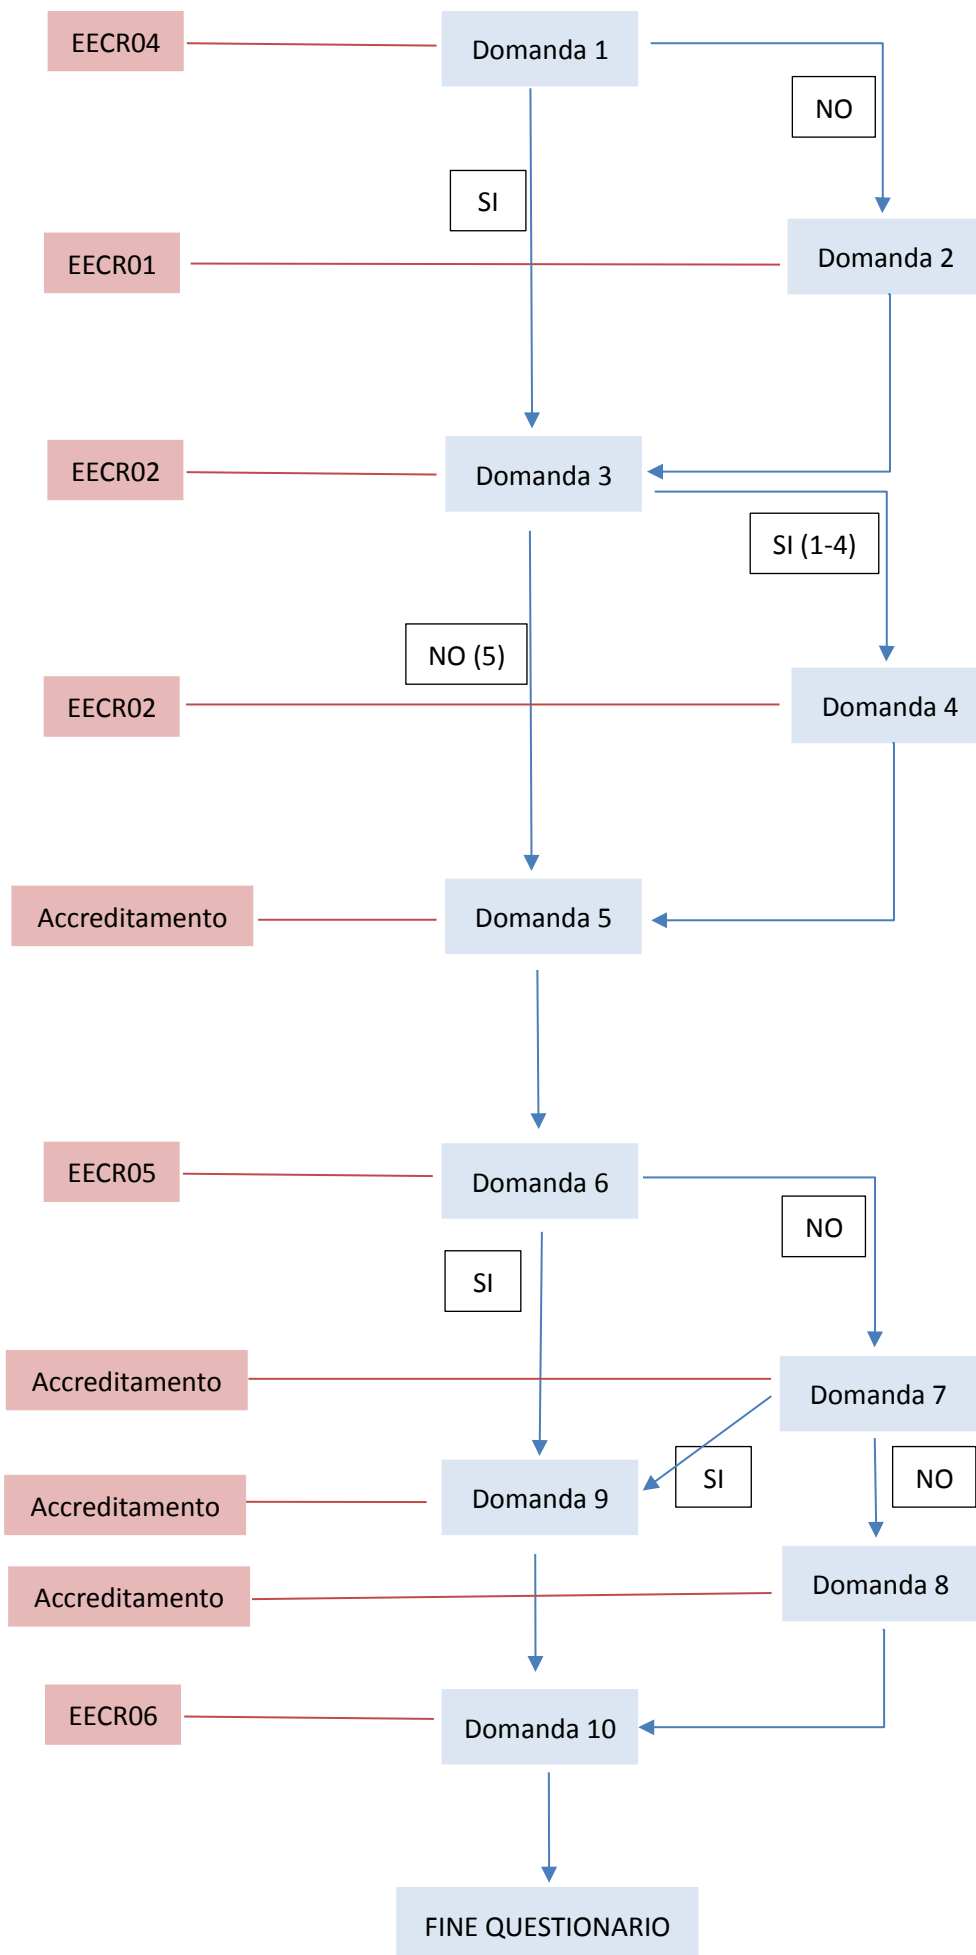 EECR04
Domanda 1
NO
SI
EECR01
Domanda 2
EECR02
Domanda 3
SI (1-4)
NO (5)
EECR02
Domanda 4
Accreditamento
Domanda 5
EECR05
Domanda 6
NO
SI
Accreditamento
Domanda 7
SI
NO
Accreditamento
Domanda 9
Accreditamento
Domanda 8
EECR06
Domanda 10
FINE QUESTIONARIO